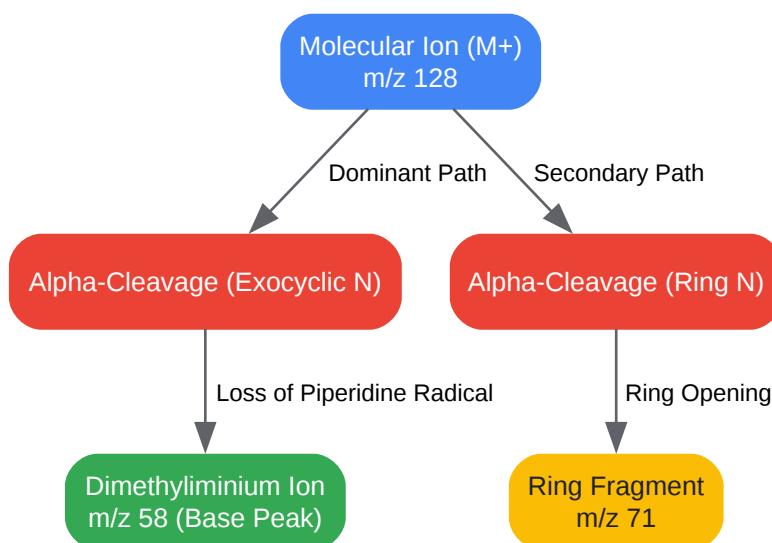 Molecular Ion (M+)
m/z 128
Dominant Path
Secondary Path
Alpha-Cleavage (Exocyclic N)
Alpha-Cleavage (Ring N)
Loss of Piperidine Radical
Ring Opening
Dimethyliminium Ion
m/z 58 (Base Peak)
Ring Fragment
m/z 71